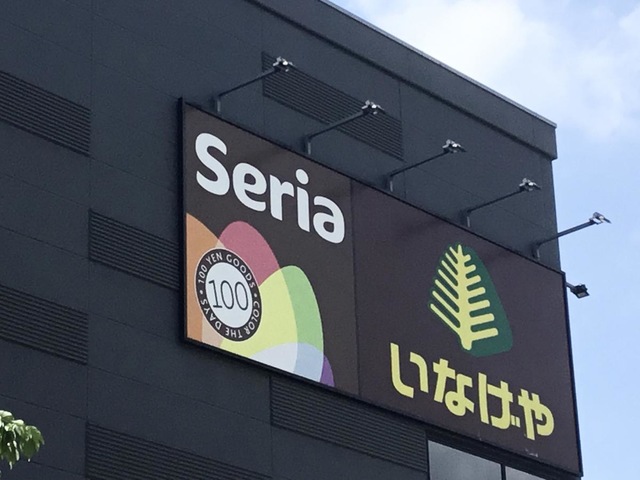 Seria
100 YEN GOODS
100
COLOR THE DAYS
いなげや